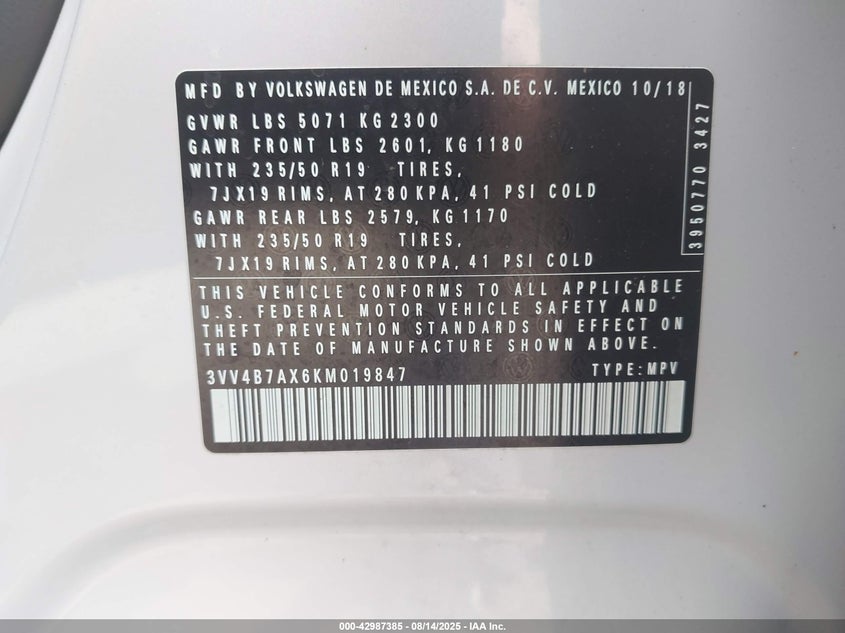 MFD BY VOLKSWAGEN DE MEXICO S.A. DE C.V. MEXICO 10/18
GVWR LBS 5071 KG 2300
GAWR FRONT LBS 2601, KG 1180
WITH 235/50 R19 TIRES,
7JX19 RIMS, AT 280 KPA, 41 PSI COLD
GAWR REAR LBS 2579, KG 1170
WITH 235/50 R19 TIRES,
7JX19 RIMS, AT 280 KPA, 41 PSI COLD
3950770 3427
THIS VEHICLE CONFORMS TO ALL APPLICABLE
U.S. FEDERAL MOTOR VEHICLE SAFETY AND
THEFT PREVENTION STANDARDS IN EFFECT ON
THE DATE OF MANUFACTURE SHOWN ABOVE.
3VV4B7AX6KM019847 TYPE:MPV
000-42987385 - 08/14/2025 - IAA Inc.